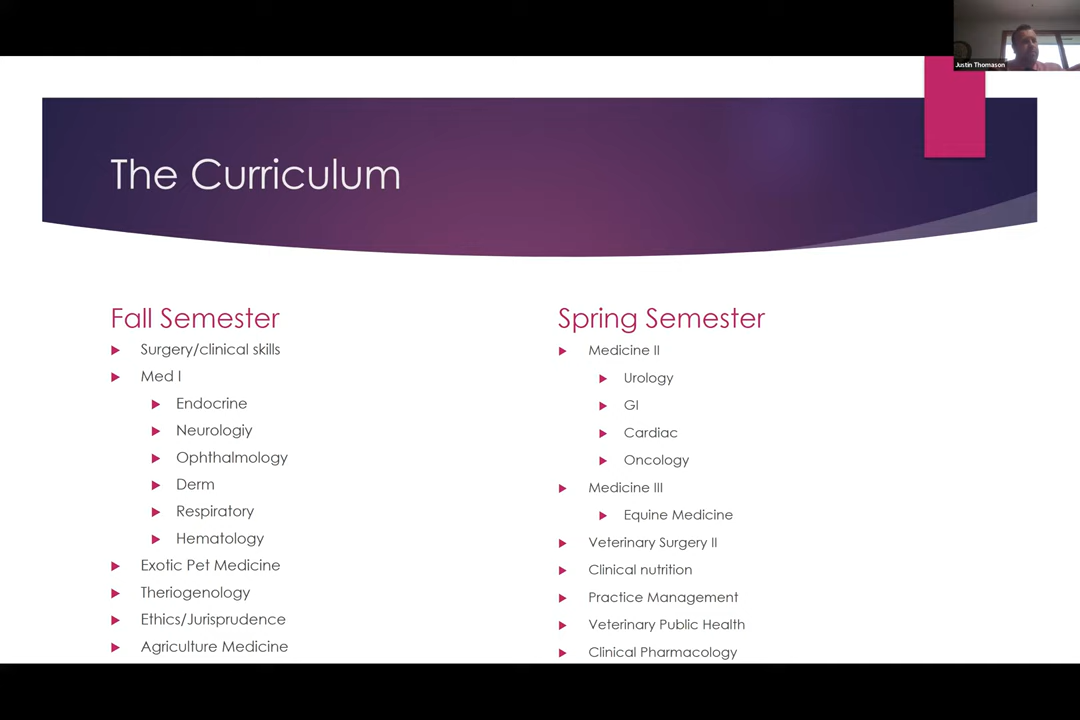 Justin Thomason
The Curriculum
Fall Semester
Surgery/clinical skills
Med I
Endocrine
Neurologiy
Ophthalmology
Derm
Respiratory
Hematology
Exotic Pet Medicine
Theriogenology
Ethics/Jurisprudence
Agriculture Medicine
Spring Semester
Medicine II
Urology
GI
Cardiac
Oncology
Medicine III
Equine Medicine
Veterinary Surgery II
Clinical nutrition
Practice Management
Veterinary Public Health
Clinical Pharmacology